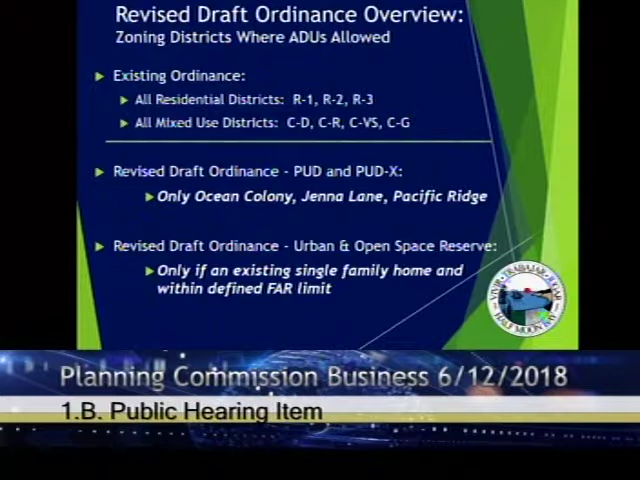 Revised Draft Ordinance Overview:
Zoning Districts Where ADUs Allowed
Existing Ordinance:
All Residential Districts: R-1, R-2, R-3
All Mixed Use Districts: C-D, C-R, C-VS, C-G
Revised Draft Ordinance - PUD and PUD-X:
Only Ocean Colony, Jenna Lane, Pacific Ridge
Revised Draft Ordinance - Urban & Open Space Reserve:
Only if an existing single family home and
within defined FAR limit
VIVIR · TRABAJAR · JUGAR
HALF MOON BAY
Planning Commission Business 6/12/2018
1.B. Public Hearing Item